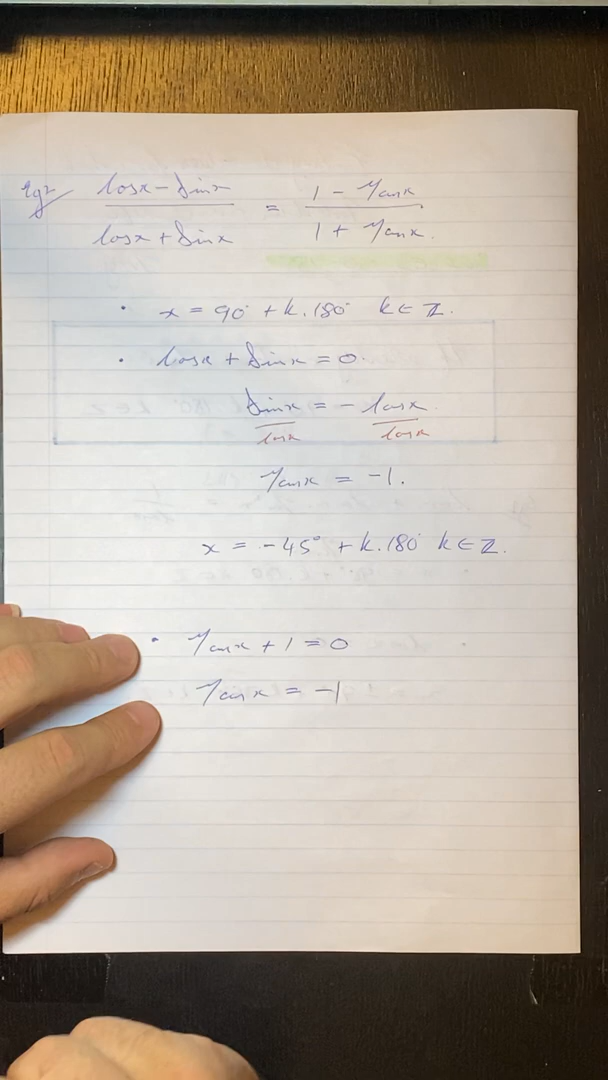 Eg2 (cosx - sinx)/(cosx + sinx) = (1 - Tanx)/(1 + Tanx).
• x = 90° + k.180° k ∈ ℤ.
• cosx + sinx = 0.
sinx/cosx = - cosx/cosx
Tanx = -1.
x = -45° + k.180° k ∈ ℤ.
• Tanx + 1 = 0
Tanx = -1